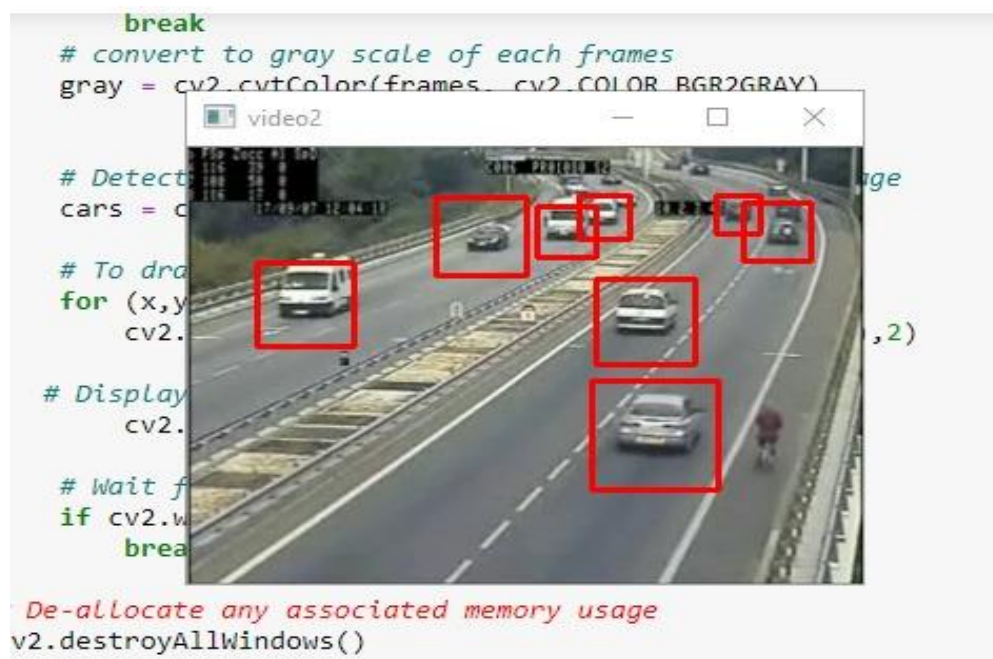 break
# convert to gray scale of each frames
gray = cv2.cvtColor(frames, cv2.COLOR_BGR2GRAY)
video2
# Detect
age
cars = c
# To dra
for (x,y
cv2.
,2)
# Display
cv2.
# Wait f
if cv2.w
brea
De-allocate any associated memory usage
v2.destroyAllWindows()